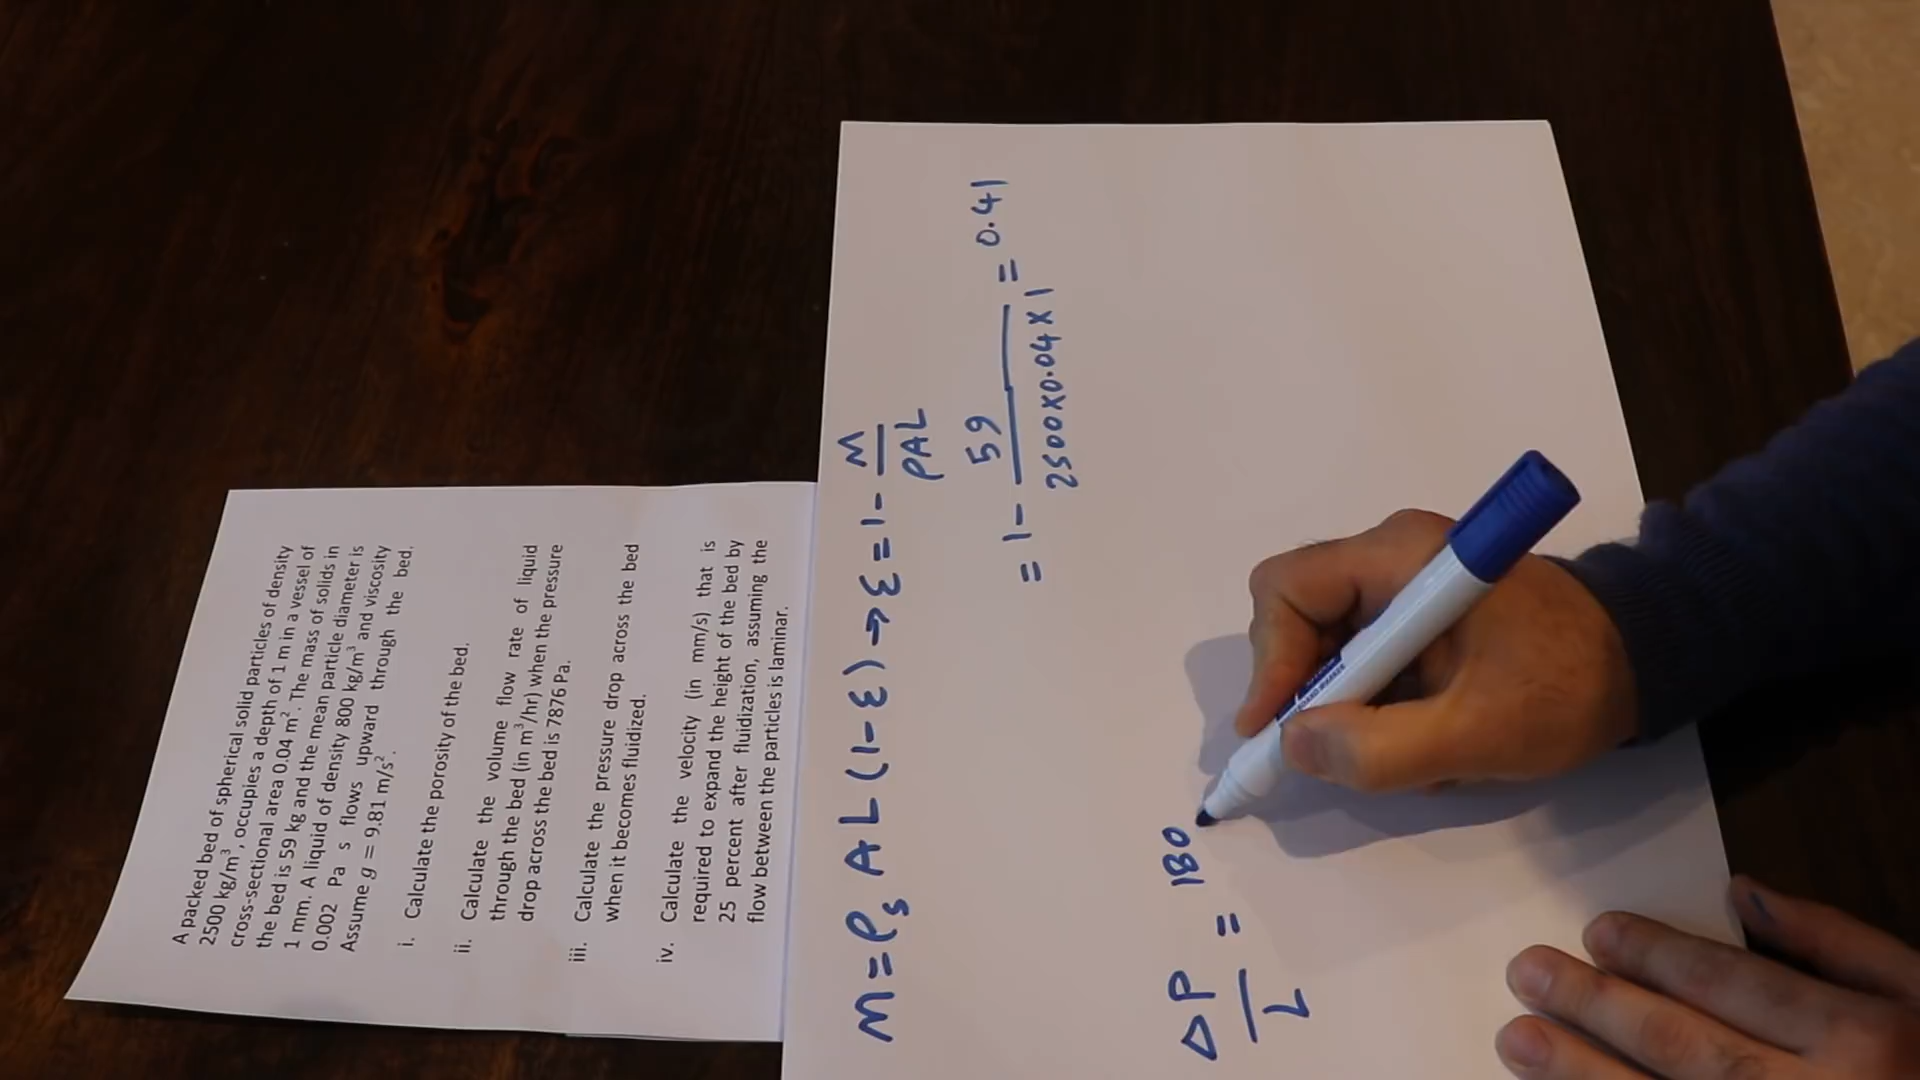 A packed bed of spherical solid particles of density
2500 kg/m³, occupies a depth of 1 m in a vessel of
cross-sectional area 0.04 m². The mass of solids in
the bed is 59 kg and the mean particle diameter is
1 mm. A liquid of density 800 kg/m³ and viscosity
0.002 Pa s flows upward through the bed.
Assume g = 9.81 m/s².
i. Calculate the porosity of the bed.
ii. Calculate the volume flow rate of liquid
through the bed (in m³/hr) when the pressure
drop across the bed is 7876 Pa.
iii. Calculate the pressure drop across the bed
when it becomes fluidized.
iv. Calculate the velocity (in mm/s) that is
required to expand the height of the bed by
25 percent after fluidization, assuming the
flow between the particles is laminar.
M = ρs A L (1 - ε) → ε = 1 - M / ρAL
= 1 - 59 / 2500 × 0.04 × 1 = 0.41
ΔP / L = 180